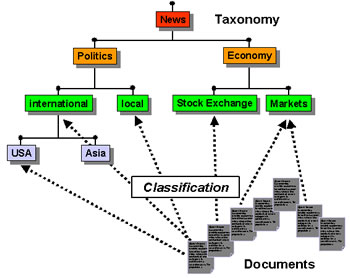 News
Taxonomy
Politics
Economy
international
local
Stock Exchange
Markets
USA
Asia
Classification
Documents